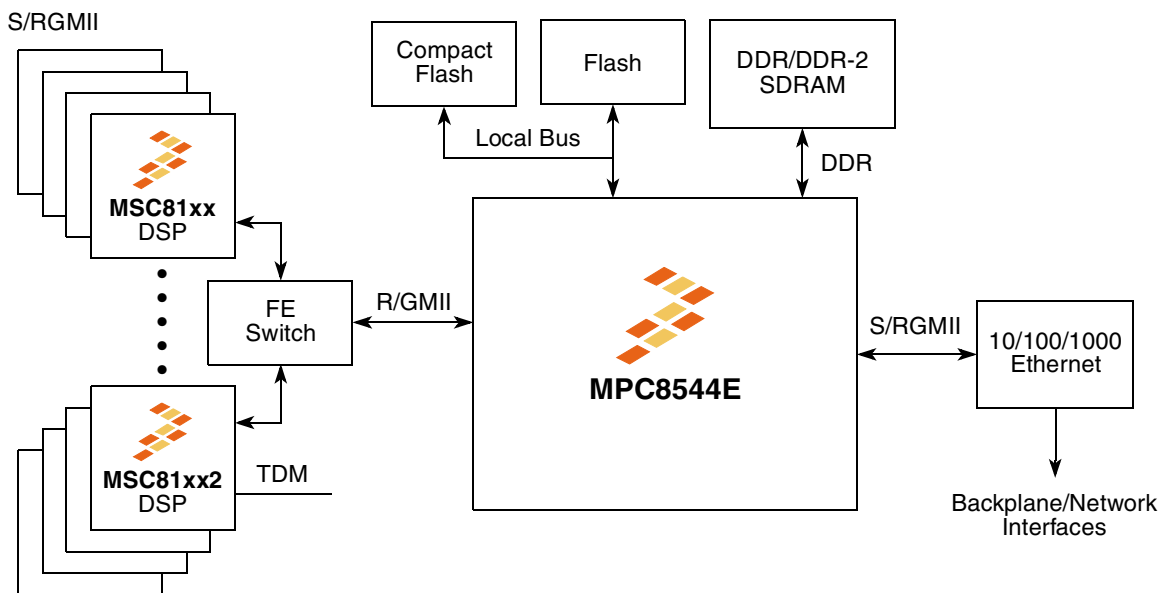 S/RGMII
Compact
Flash
Flash
DDR/DDR-2
SDRAM
Local Bus
DDR
MSC81xx
DSP
FE
Switch
R/GMII
MPC8544E
S/RGMII
10/100/1000
Ethernet
MSC81xx2
DSP
TDM
Backplane/Network
Interfaces